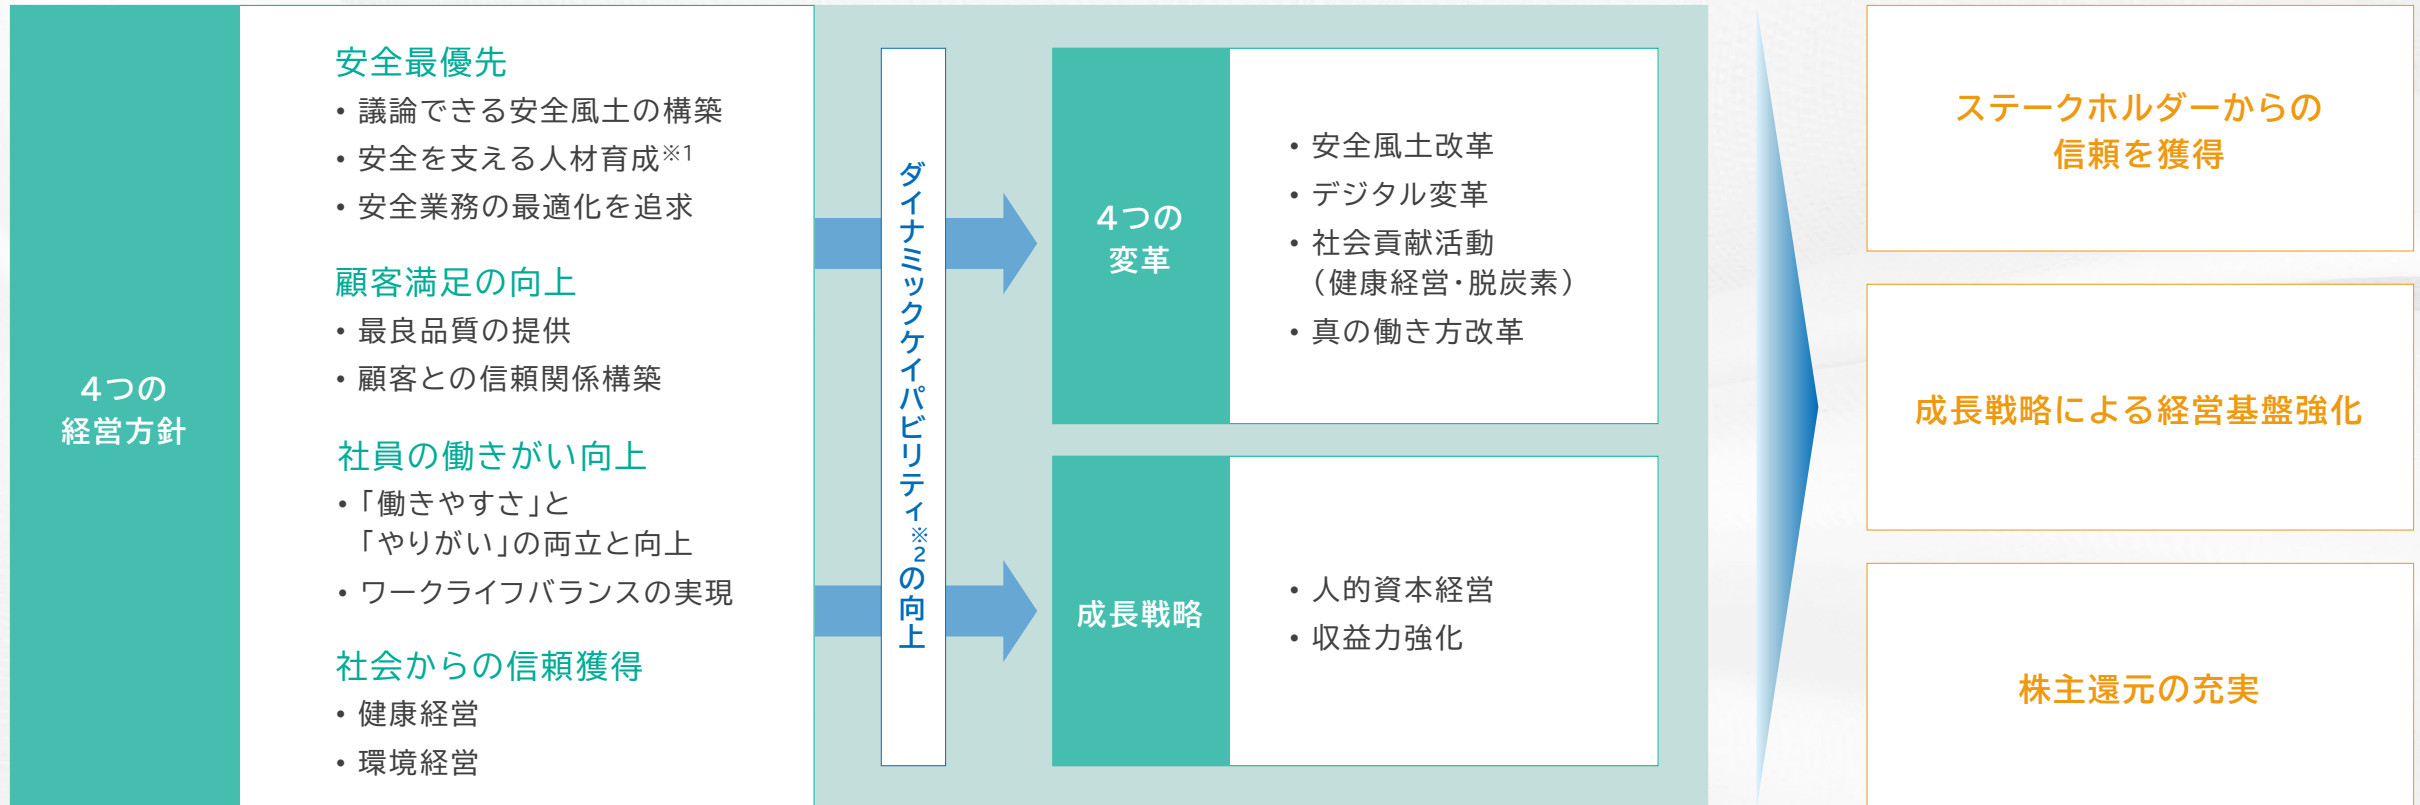 4つの
経営方針
安全最優先
・議論できる安全風土の構築
・安全を支える人材育成※1
・安全業務の最適化を追求
顧客満足の向上
・最良品質の提供
・顧客との信頼関係構築
社員の働きがい向上
・「働きやすさ」と
「やりがい」の両立と向上
・ワークライフバランスの実現
社会からの信頼獲得
・健康経営
・環境経営
ダイナミックケイパビリティ※2の向上
4つの
変革
・安全風土改革
・デジタル変革
・社会貢献活動
（健康経営・脱炭素）
・真の働き方改革
成長戦略
・人的資本経営
・収益力強化
ステークホルダーからの
信頼を獲得
成長戦略による経営基盤強化
株主還元の充実